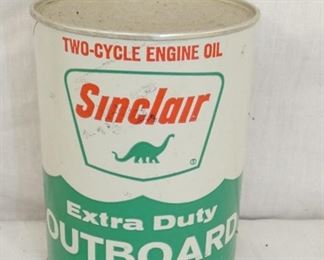 TWO-CYCLE ENGINE OIL
Sinclair
®
Extra Duty
OUTBOARD